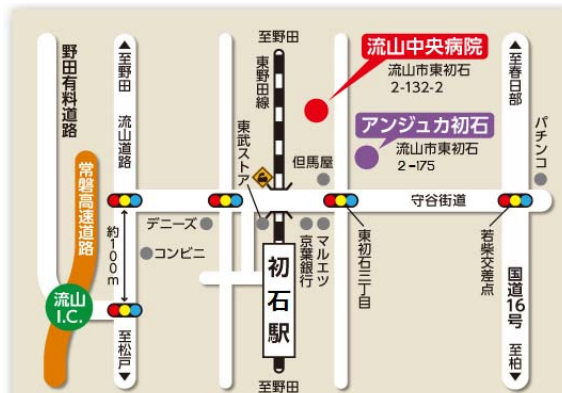 至野田
流山中央病院
流山市東初石
2-132-2
アンジュカ初石
流山市東初石
2-175
野田有料道路
至野田
流山道路
東野田線
東武ストア
但馬屋
至春日部
パチンコ
常磐高速道路
守谷街道
デニーズ
コンビニ
約100m
京葉銀行
マルエツ
東初石三丁目
若柴交差点
国道16号
初石駅
流山
I.C.
至松戸
至野田
至柏